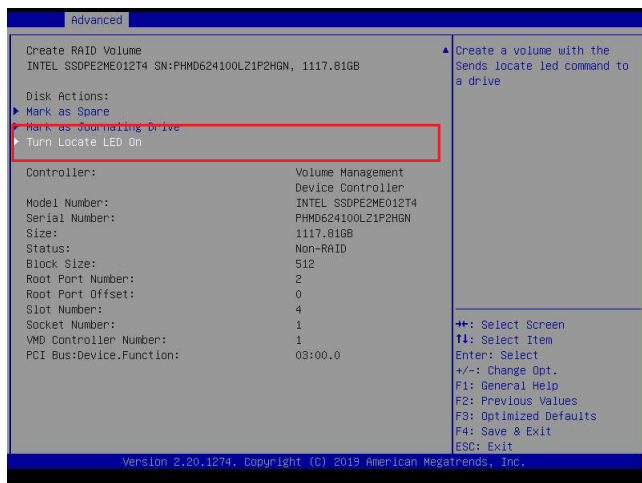 Advanced
Create RAID Volume
INTEL SSDPE2ME012T4 SN:PHMD624100LZ1P2HGN, 1117.81GB
Disk Actions:
Mark as Spare
Mark as Journaling Drive
Turn Locate LED On
Controller: Volume Management
Device Controller
Model Number: INTEL SSDPE2ME012T4
Serial Number: PHMD624100LZ1P2HGN
Size: 1117.81GB
Status: Non-RAID
Block Size: 512
Root Port Number: 2
Root Port Offset: 0
Slot Number: 4
Socket Number: 1
VMD Controller Number: 1
PCI Bus:Device.Function: 03:00.0
Create a volume with the
Sends locate led command to
a drive
→←: Select Screen
↑↓: Select Item
Enter: Select
+/-: Change Opt.
F1: General Help
F2: Previous Values
F3: Optimized Defaults
F4: Save & Exit
ESC: Exit
Version 2.20.1274. Copyright (C) 2019 American Megatrends, Inc.